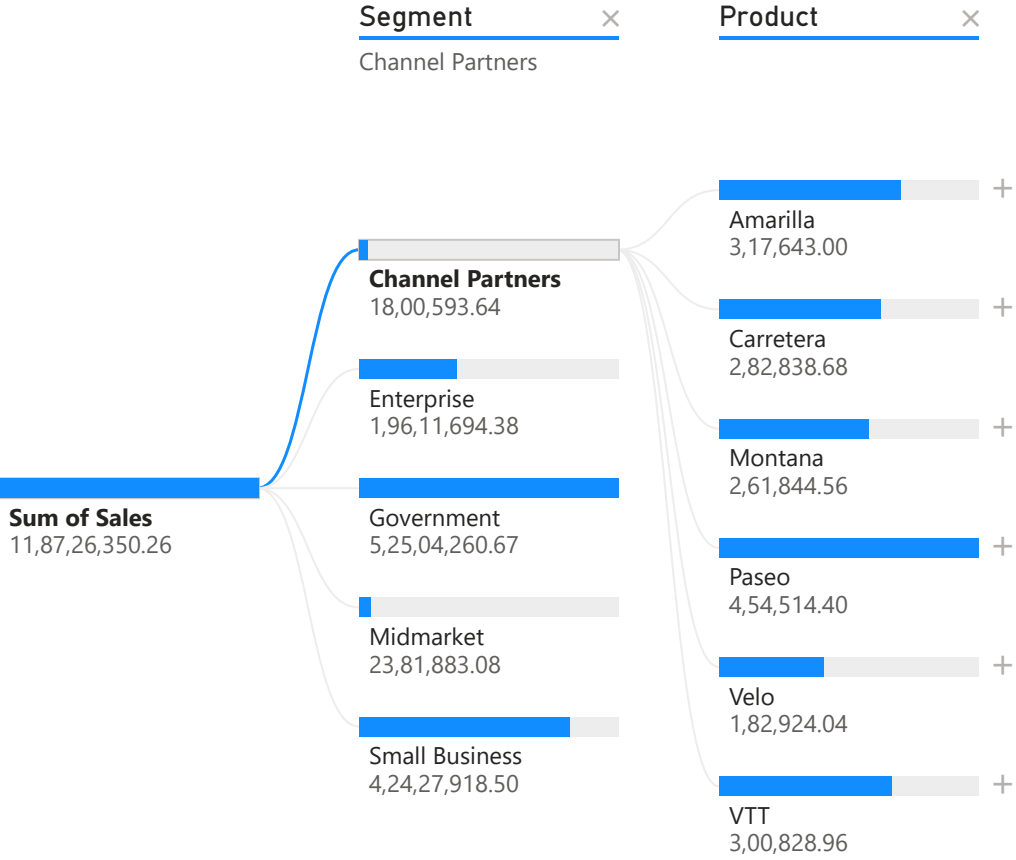 Segment
Product
Channel Partners
Amarilla
3,17,643.00
Channel Partners
18,00,593.64
Carretera
2,82,838.68
Enterprise
1,96,11,694.38
Montana
2,61,844.56
Sum of Sales
11,87,26,350.26
Government
5,25,04,260.67
Paseo
4,54,514.40
Midmarket
23,81,883.08
Velo
1,82,924.04
Small Business
4,24,27,918.50
VTT
3,00,828.96